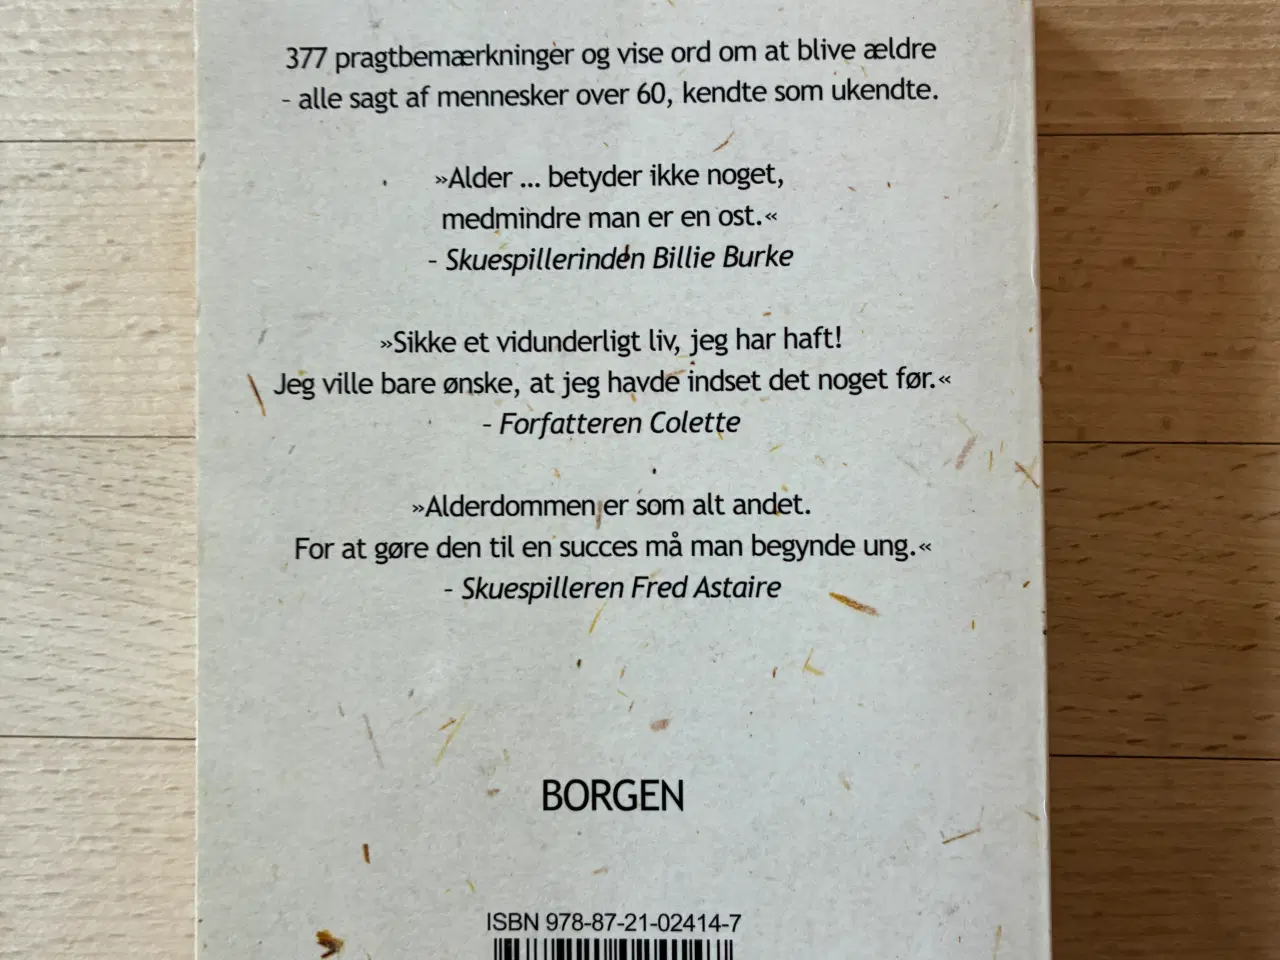 377 pragtbemærkninger og vise ord om at blive ældre
- alle sagt af mennesker over 60, kendte som ukendte.
»Alder ... betyder ikke noget,
medmindre man er en ost.«
- Skuespillerinden Billie Burke
»Sikke et vidunderligt liv, jeg har haft!
Jeg ville bare ønske, at jeg havde indset det noget før.«
- Forfatteren Colette
»Alderdommen er som alt andet.
For at gøre den til en succes må man begynde ung.«
- Skuespilleren Fred Astaire
BORGEN
ISBN 978-87-21-02414-7